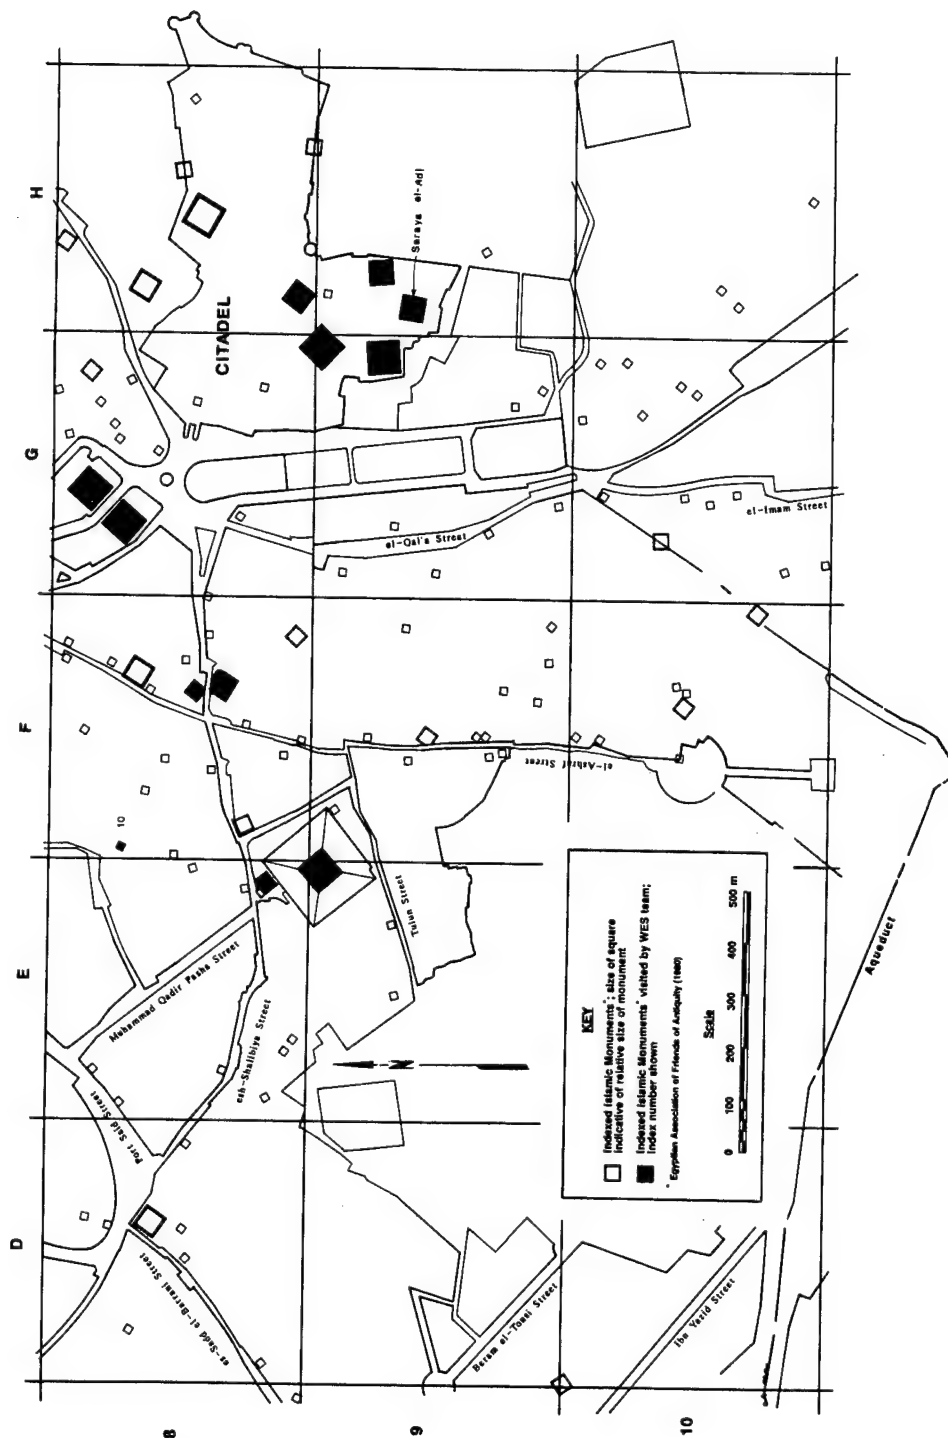 H
G
F
E
D
8
9
10
CITADEL
Saraya el-Adl
el-Qal'a Street
el-Imam Street
10
el-Ashraf Street
Tulun Street
Muhammad Qadir Pasha Street
esh-Shalibiya Street
Port Said Street
es-Sadd el-Barrani Street
Beram el-Tonsi Street
Ibn Yazid Street
Aqueduct
N
KEY
Indexed Islamic Monuments*; size of square
indicative of relative size of monument
Indexed Islamic Monuments* visited by WES team;
index number shown
* Egyptian Association of Friends of Antiquity (1980)
Scale
0 100 200 300 400 500 m